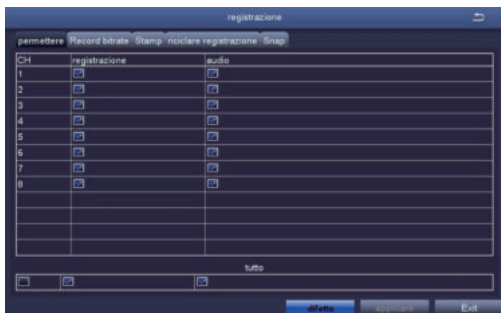 registrazione
permettere Record bitrate Stamp riciclare registrazione Snap
CH registrazione audio
1
2
3
4
5
6
7
8
tutto
difetto applicare Exit